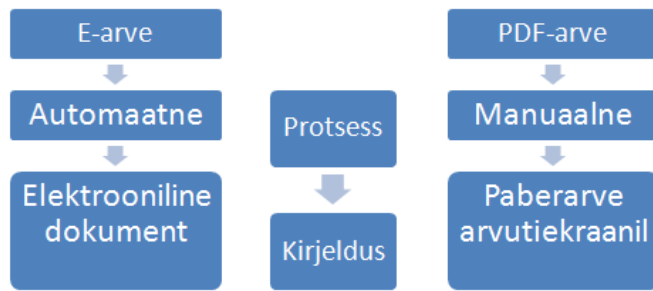 E-arve
Automaatne
Elektrooniline
dokument
Protsess
Kirjeldus
PDF-arve
Manuaalne
Paberarve
arvutiekraanil